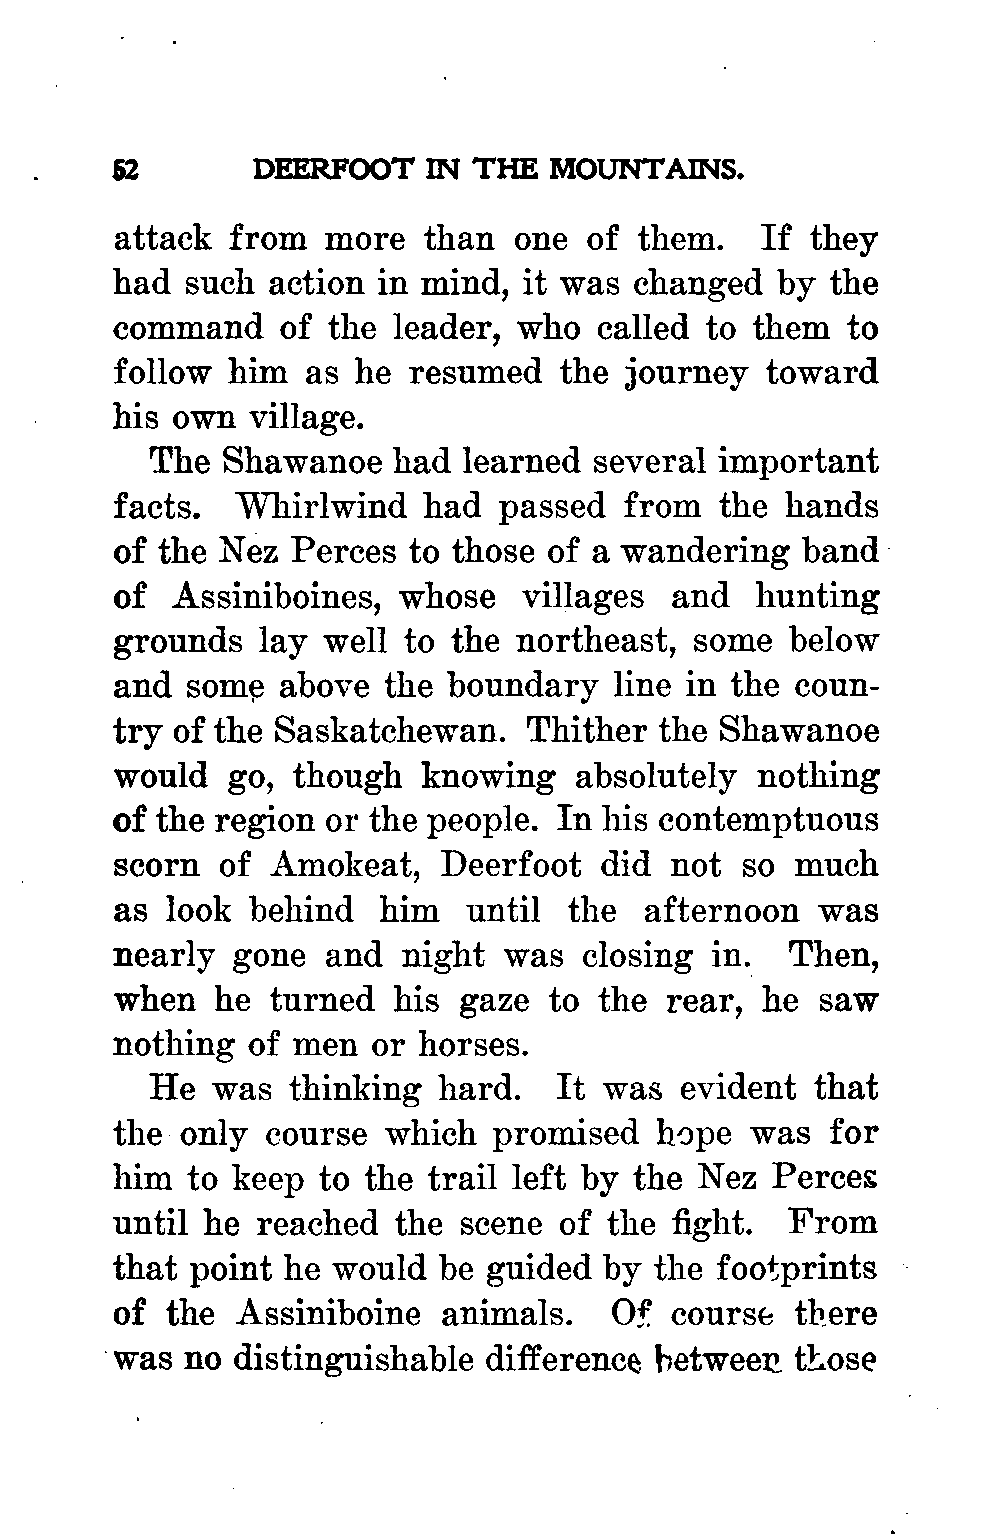 52 DEERFOOT IN THE MOUNTAINS.
attack from more than one of them. If they
had such action in mind, it was changed by the
command of the leader, who called to them to
follow him as he resumed the journey toward
his own village.
The Shawanoe had learned several important
facts. Whirlwind had passed from the hands
of the Nez Perces to those of a wandering band
of Assiniboines, whose villages and hunting
grounds lay well to the northeast, some below
and some above the boundary line in the coun-
try of the Saskatchewan. Thither the Shawanoe
would go, though knowing absolutely nothing
of the region or the people. In his contemptuous
scorn of Amokeat, Deerfoot did not so much
as look behind him until the afternoon was
nearly gone and night was closing in. Then,
when he turned his gaze to the rear, he saw
nothing of men or horses.
He was thinking hard. It was evident that
the only course which promised hope was for
him to keep to the trail left by the Nez Perces
until he reached the scene of the fight. From
that point he would be guided by the footprints
of the Assiniboine animals. Of course there
was no distinguishable difference between those